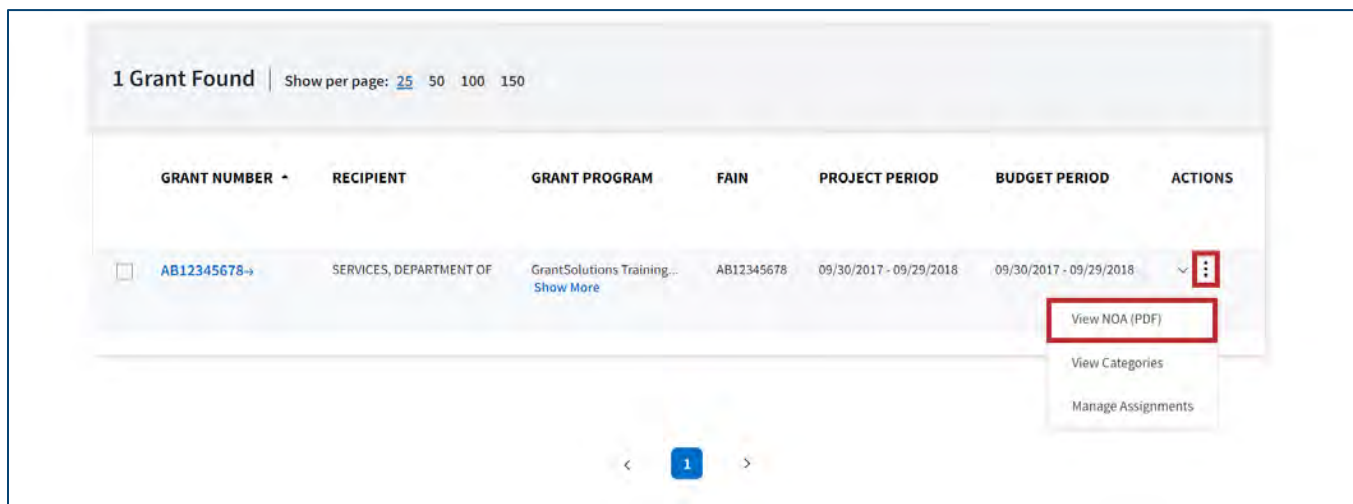 1 Grant Found | Show per page: 25 50 100 150
GRANT NUMBER RECIPIENT GRANT PROGRAM FAIN PROJECT PERIOD BUDGET PERIOD ACTIONS
AB12345678→ SERVICES, DEPARTMENT OF GrantSolutions Training... AB12345678 09/30/2017 - 09/29/2018 09/30/2017 - 09/29/2018
Show More
View NOA (PDF)
View Categories
Manage Assignments
< 1 >